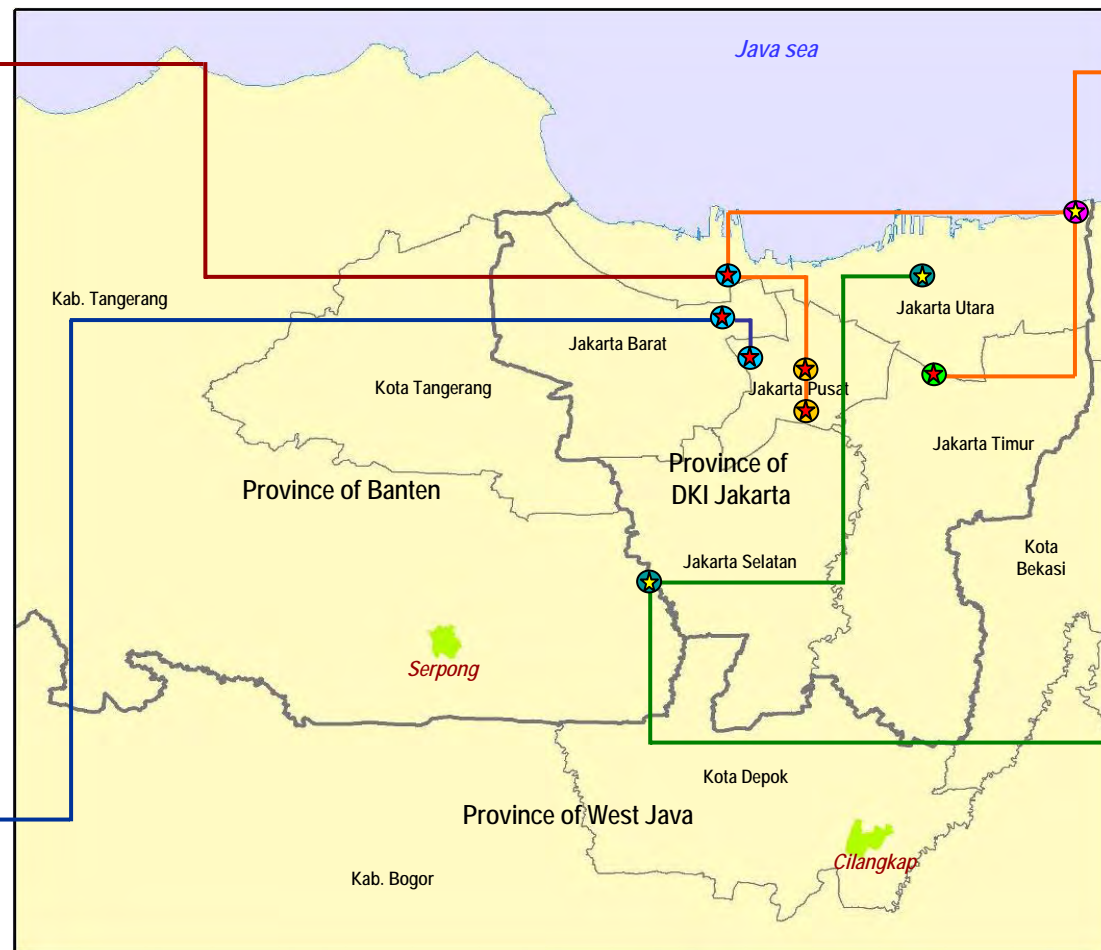 Java sea
Kab. Tangerang
Jakarta Utara
Jakarta Barat
Kota Tangerang
Jakarta Pusat
Jakarta Timur
Province of
DKI Jakarta
Province of Banten
Kota
Bekasi
Jakarta Selatan
Serpong
Kota Depok
Province of West Java
Cilangkap
Kab. Bogor